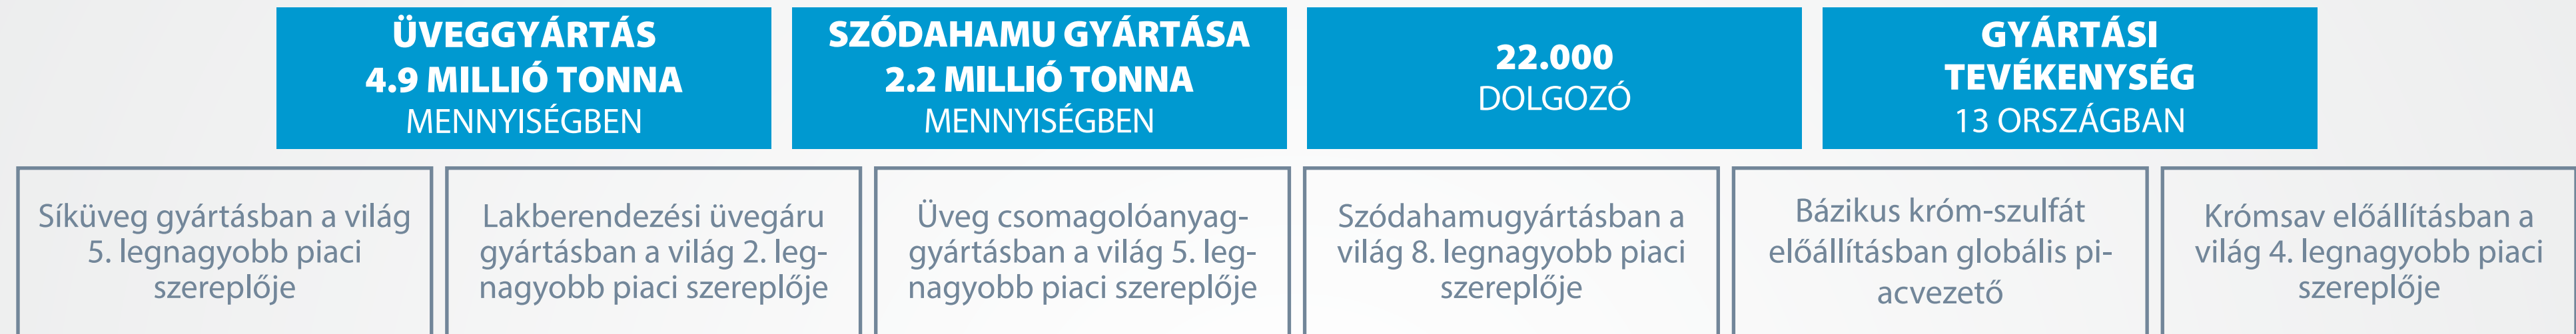 ÜVEGGYÁRTÁS
4.9 MILLIÓ TONNA
MENNYISÉGBEN
SZÓDAHAMU GYÁRTÁSA
2.2 MILLIÓ TONNA
MENNYISÉGBEN
22.000
DOLGOZÓ
GYÁRTÁSI
TEVÉKENYSÉG
13 ORSZÁGBAN
Síküveg gyártásban a világ
5. legnagyobb piaci
szereplője
Lakberendezési üvegáru
gyártásban a világ 2. leg-
nagyobb piaci szereplője
Üveg csomagolóanyag-
gyártásban a világ 5. leg-
nagyobb piaci szereplője
Szódahamugyártásban a
világ 8. legnagyobb piaci
szereplője
Bázikus króm-szulfát
előállításban globális pi-
acvezető
Krómsav előállításban a
világ 4. legnagyobb piaci
szereplője